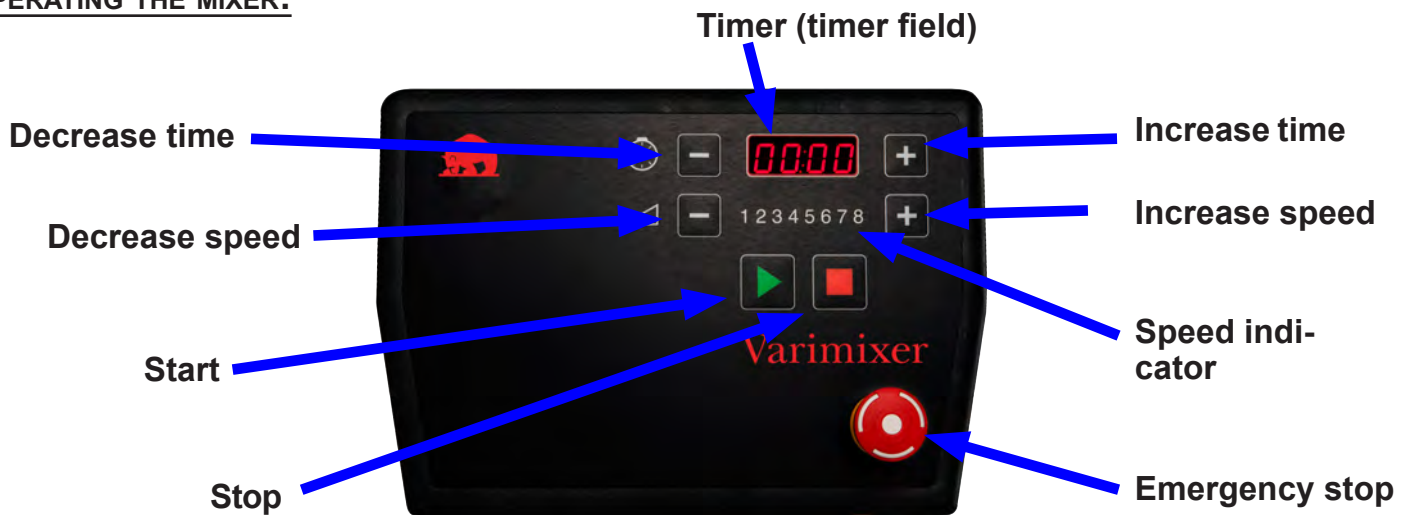 PERATING THE MIXER:
Timer (timer field)
Decrease time
00:00
Increase time
Decrease speed
12345678
Increase speed
Start
Varimixer
Speed indi-
cator
Stop
Emergency stop